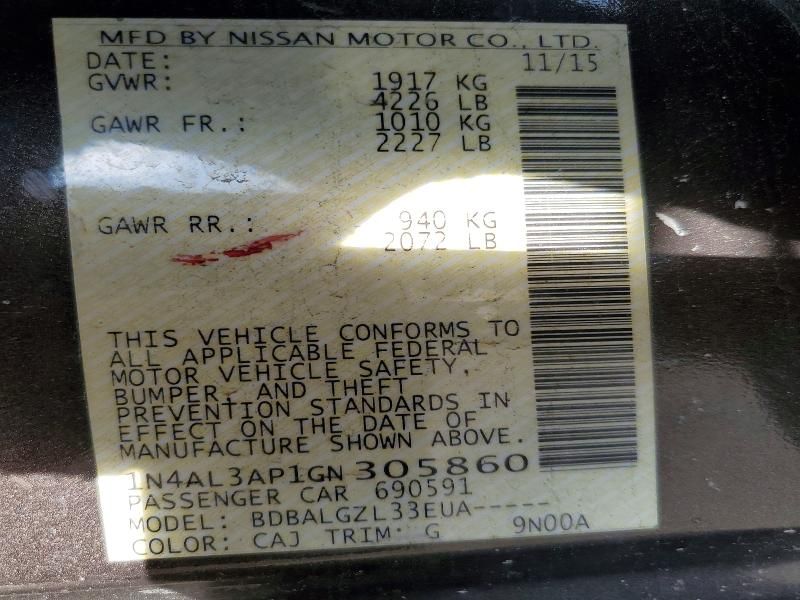 MFD BY NISSAN MOTOR CO., LTD.
DATE: 11/15
GVWR: 1917 KG
4226 LB
GAWR FR.: 1010 KG
2227 LB
GAWR RR.: 940 KG
2072 LB
THIS VEHICLE CONFORMS TO
ALL APPLICABLE FEDERAL
MOTOR VEHICLE SAFETY,
BUMPER, AND THEFT
PREVENTION STANDARDS IN
EFFECT ON THE DATE OF
MANUFACTURE SHOWN ABOVE.
1N4AL3AP1GN305860
PASSENGER CAR 690591
MODEL: BDBALGZL33EUA-----
COLOR: CAJ TRIM: G 9N00A